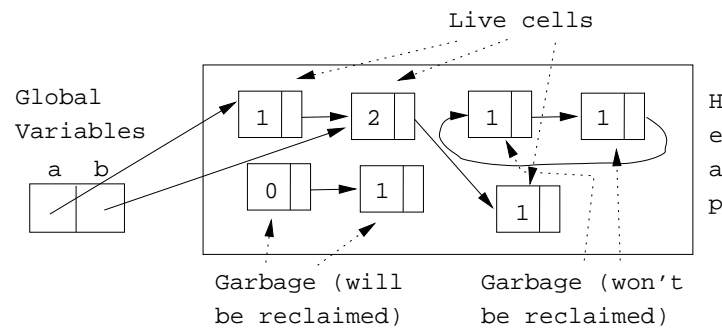 Live cells
Global
Variables
a b
1 2 1 1
0 1 1
H
e
a
p
Garbage (will
be reclaimed)
Garbage (won't
be reclaimed)